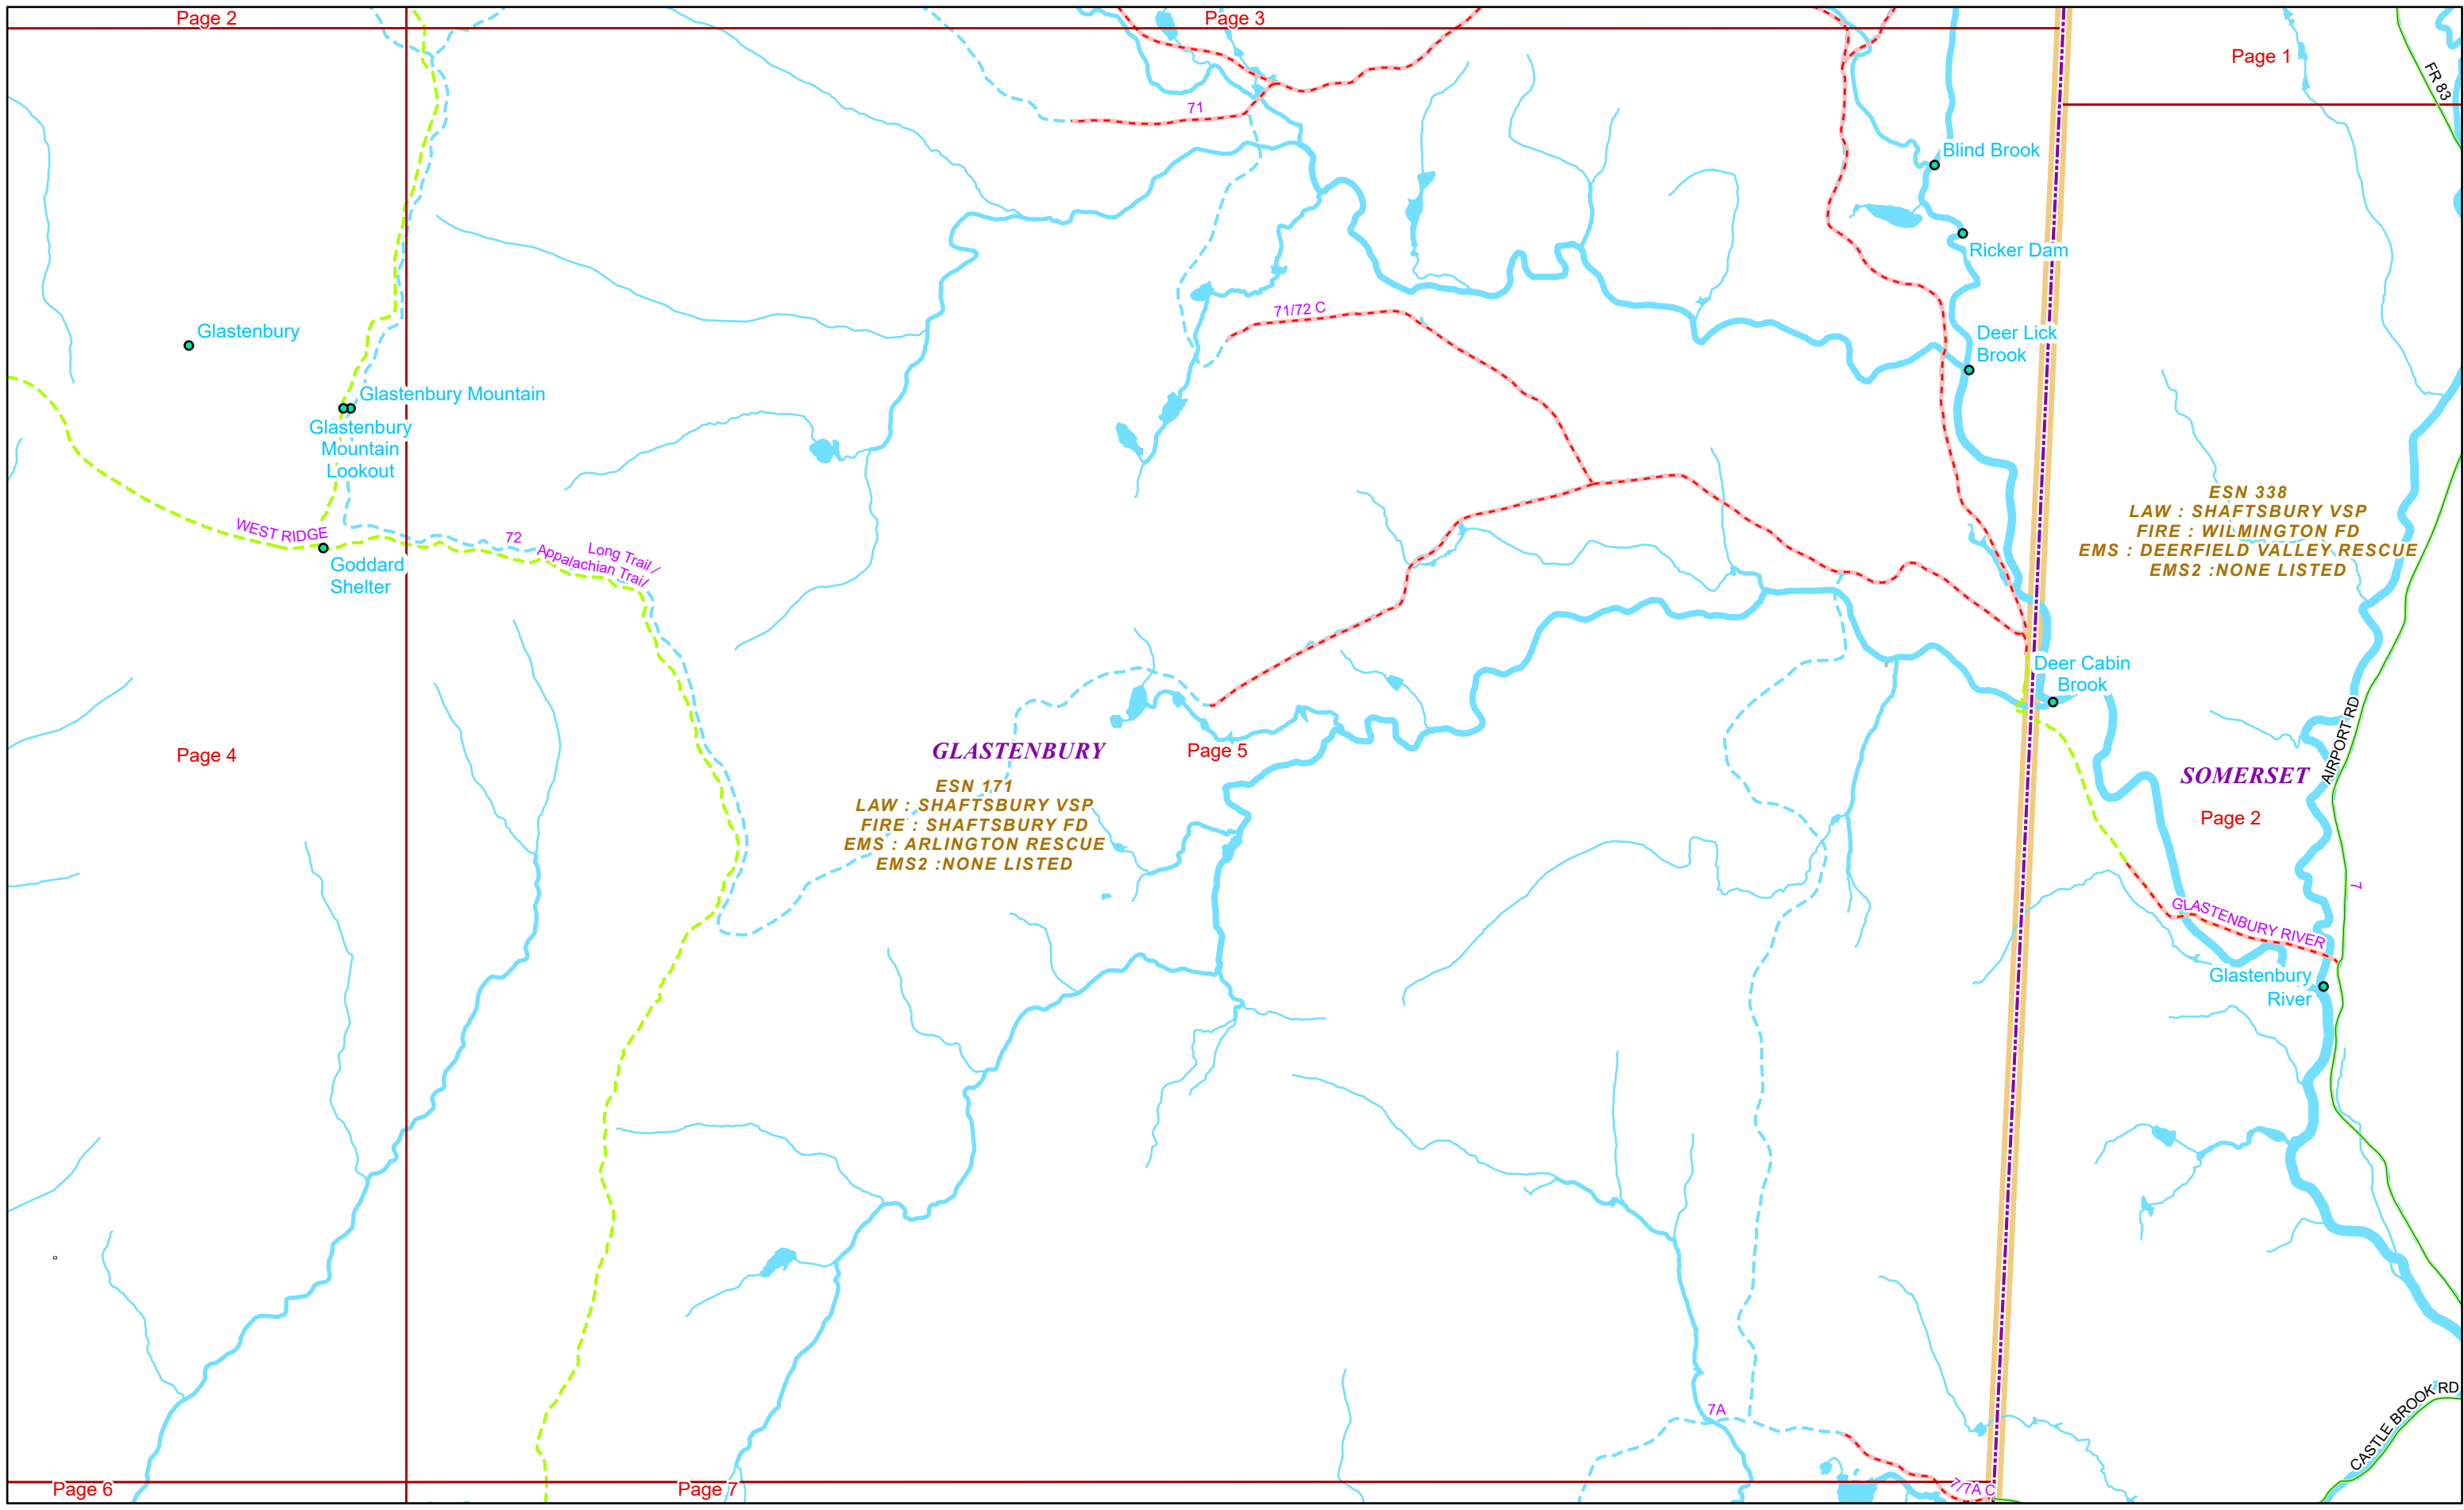 Page 2
Page 3
Page 1
FR 83
71
Blind Brook
Ricker Dam
71/72 C
Glastenbury
Deer Lick
Brook
Glastenbury Mountain
Glastenbury
Mountain
Lookout
ESN 338
LAW : SHAFTSBURY VSP
FIRE : WILMINGTON FD
EMS : DEERFIELD VALLEY RESCUE
EMS2 :NONE LISTED
WEST RIDGE
72
Long Trail /
Appalachian Trail
Goddard
Shelter
Deer Cabin
Brook
AIRPORT RD
Page 4
GLASTENBURY
Page 5
SOMERSET
Page 2
ESN 171
LAW : SHAFTSBURY VSP
FIRE : SHAFTSBURY FD
EMS : ARLINGTON RESCUE
EMS2 :NONE LISTED
7
GLASTENBURY RIVER
Glastenbury
River
7A
CASTLE BROOK RD
Page 6
Page 7
7/7A C